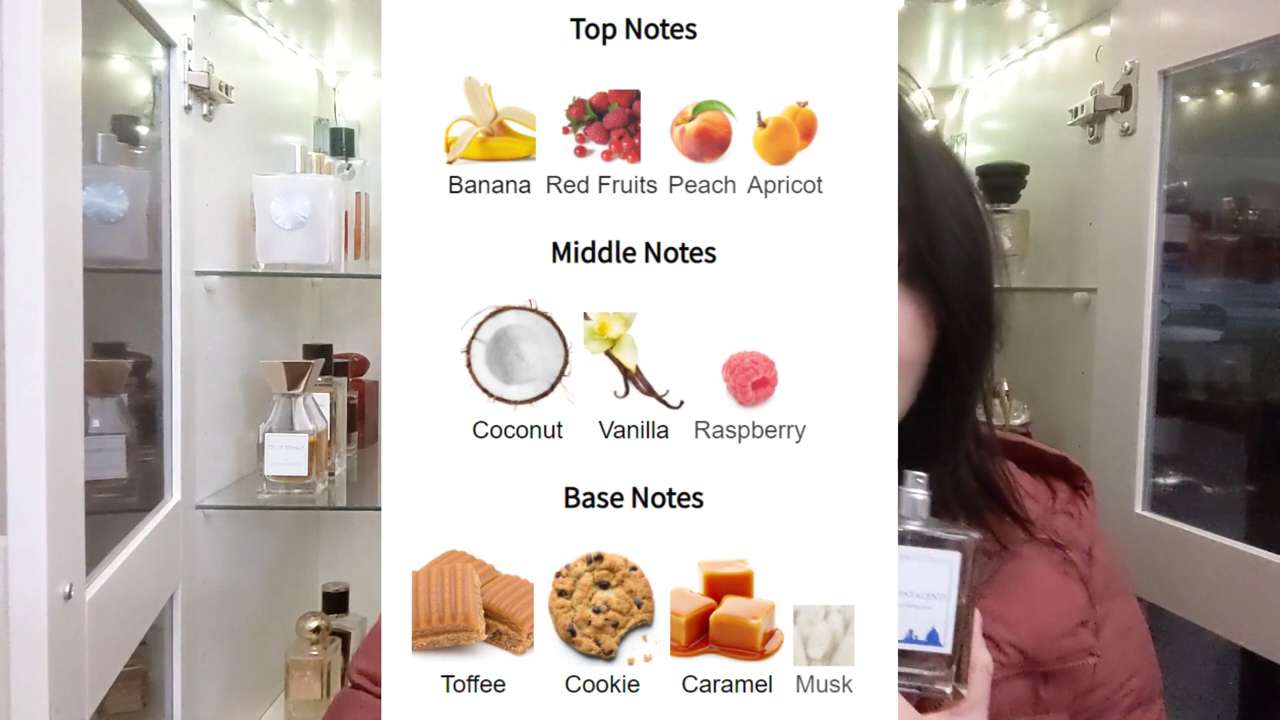 Top Notes
Banana Red Fruits Peach Apricot
Middle Notes
Coconut Vanilla Raspberry
Base Notes
Toffee Cookie Caramel Musk